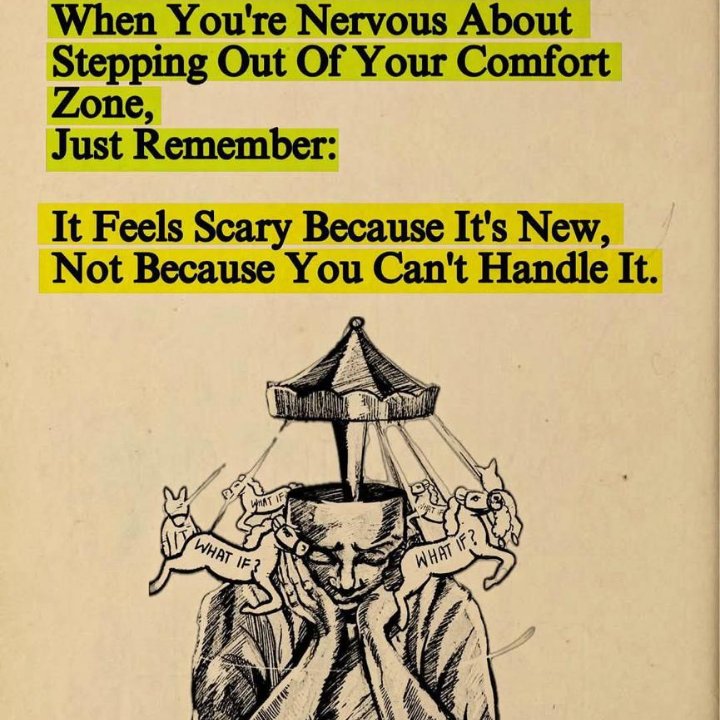 When You're Nervous About
Stepping Out Of Your Comfort
Zone,
Just Remember:
It Feels Scary Because It's New,
Not Because You Can't Handle It.
WHAT IF
WHAT IF?
WHAT IF?